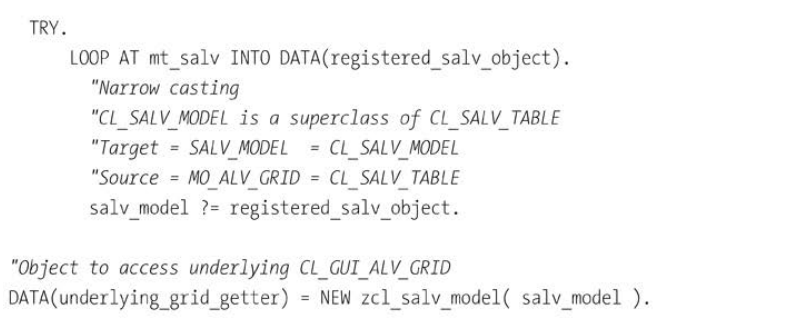 TRY.
LOOP AT mt_salv INTO DATA(registered_salv_object).
"Narrow casting
"CL_SALV_MODEL is a superclass of CL_SALV_TABLE
"Target = SALV_MODEL = CL_SALV_MODEL
"Source = MO_ALV_GRID = CL_SALV_TABLE
salv_model ?= registered_salv_object.
"Object to access underlying CL_GUI_ALV_GRID
DATA(underlying_grid_getter) = NEW zcl_salv_model( salv_model ).